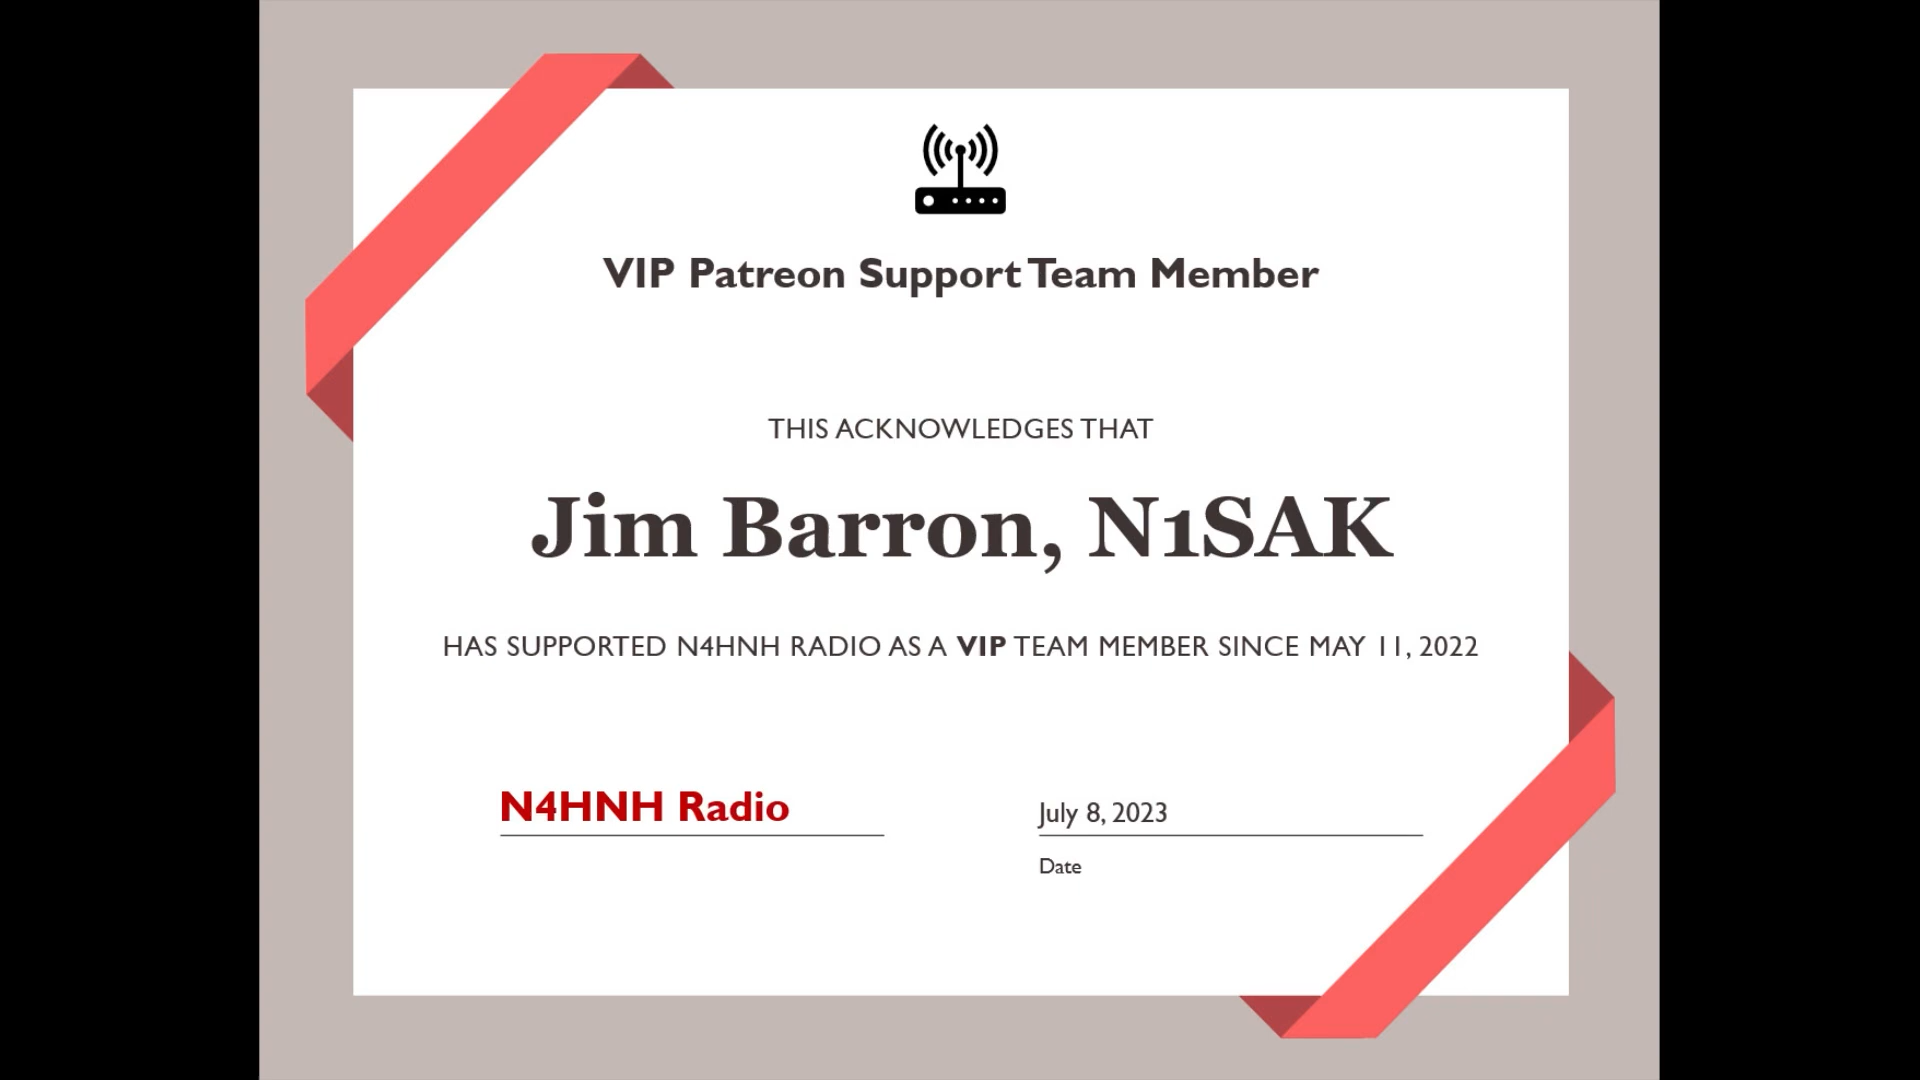 VIP Patreon Support Team Member
THIS ACKNOWLEDGES THAT
Jim Barron, N1SAK
HAS SUPPORTED N4HNH RADIO AS A VIP TEAM MEMBER SINCE MAY 11, 2022
N4HNH Radio
July 8, 2023
Date